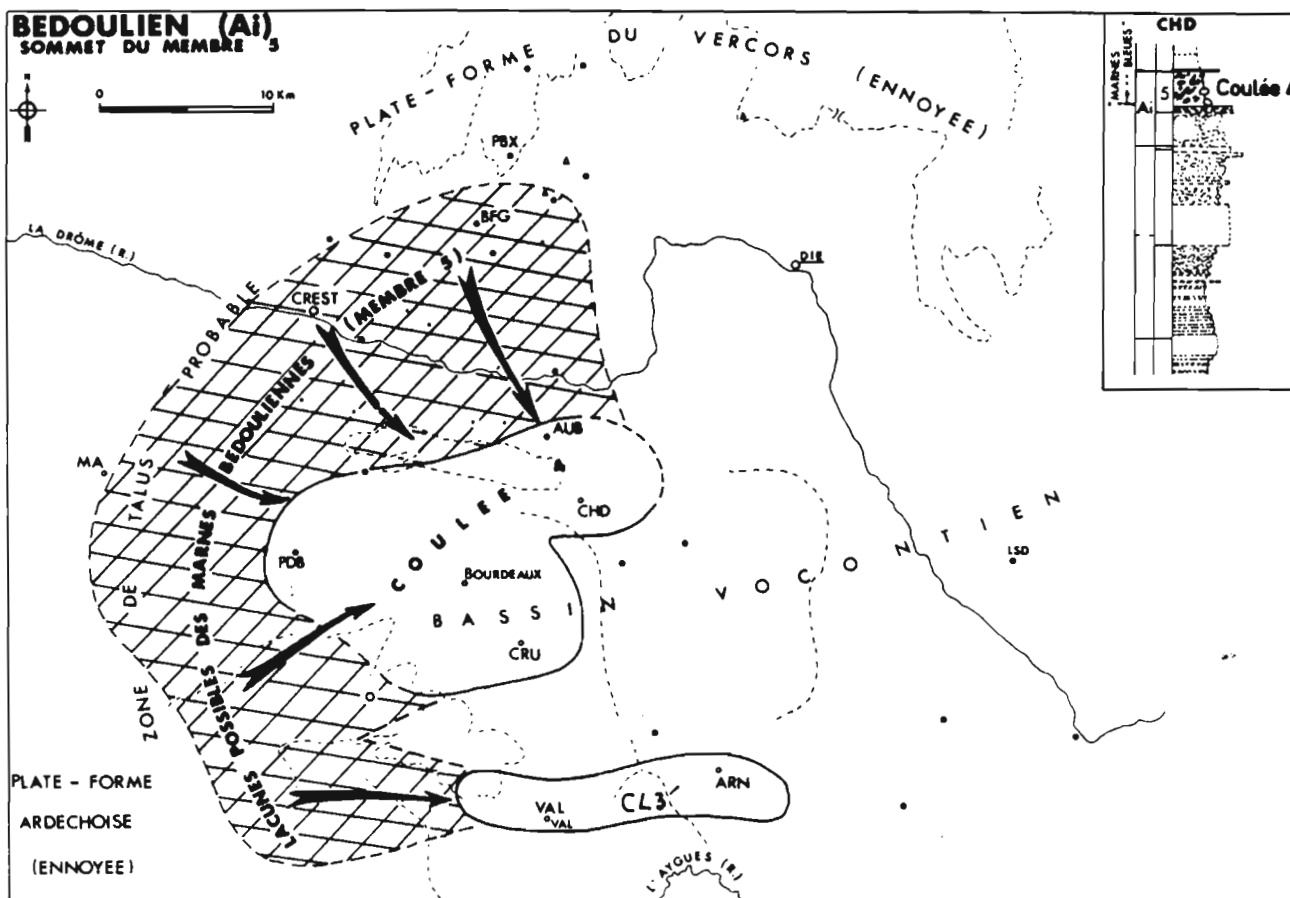 BEDOULIEN (Ai)
SOMMET DU MEMBRE 5
N
0 10 Km
PLATE-FORME DU VERCORS (ENNOYEE)
CHD
"MARNES BLEUES"
Ai
5
Coulée 4
PBX
BFG
LA DRÔME (R.)
DIE
CREST
ZONE DE TALUS PROBABLE
LACUNES POSSIBLES DES MARNES BEDOULIENNES (MEMBRE 5)
AUB
MA
COULEE 4
CHD
PDB
BOURDEAUX
LSD
BASSIN VOCONTIEN
CRU
PLATE - FORME
ARDECHOISE
(ENNOYEE)
ARN
VAL
VAL
CL3
L'AYGUES (R.)